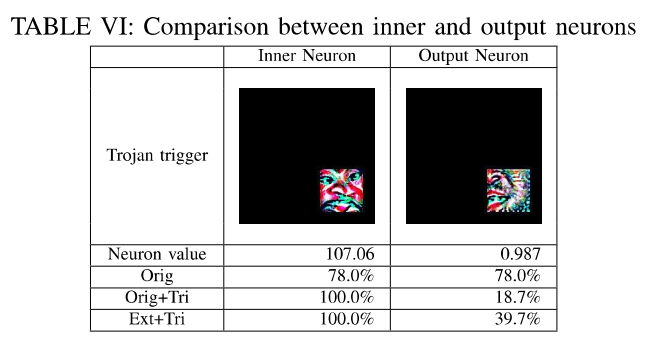 TABLE VI: Comparison between inner and output neurons
Inner Neuron Output Neuron
Trojan trigger
Neuron value 107.06 0.987
Orig 78.0% 78.0%
Orig+Tri 100.0% 18.7%
Ext+Tri 100.0% 39.7%